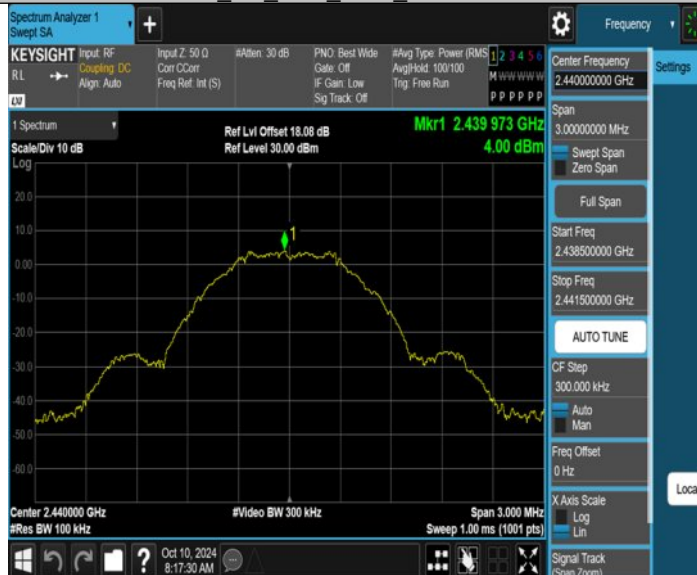 Spectrum Analyzer 1
Swept SA
+
Frequency
KEYSIGHT
RL
LXI
Input: RF
Coupling: DC
Align: Auto
Input Z: 50 Ω
Corr CCorr
Freq Ref: Int (S)
#Atten: 30 dB
PNO: Best Wide
Gate: Off
IF Gain: Low
Sig Track: Off
#Avg Type: Power (RMS
Avg|Hold: 100/100
Trig: Free Run
1 2 3 4 5 6
M W W W W W
P P P P P P
Center Frequency
2.440000000 GHz
Settings
Span
3.00000000 MHz
Swept Span
Zero Span
Full Span
Start Freq
2.438500000 GHz
Stop Freq
2.441500000 GHz
AUTO TUNE
CF Step
300.000 kHz
Auto
Man
Freq Offset
0 Hz
X Axis Scale
Log
Lin
Signal Track
(Span Zoom)
Loca
1 Spectrum
Scale/Div 10 dB
Log
Ref Lvl Offset 18.08 dB
Ref Level 30.00 dBm
Mkr1 2.439 973 GHz
4.00 dBm
20.0
10.0
0.00
-10.0
-20.0
-30.0
-40.0
-50.0
-60.0
1
Center 2.440000 GHz
#Res BW 100 kHz
#Video BW 300 kHz
Span 3.000 MHz
Sweep 1.00 ms (1001 pts)
?
Oct 10, 2024
8:17:30 AM